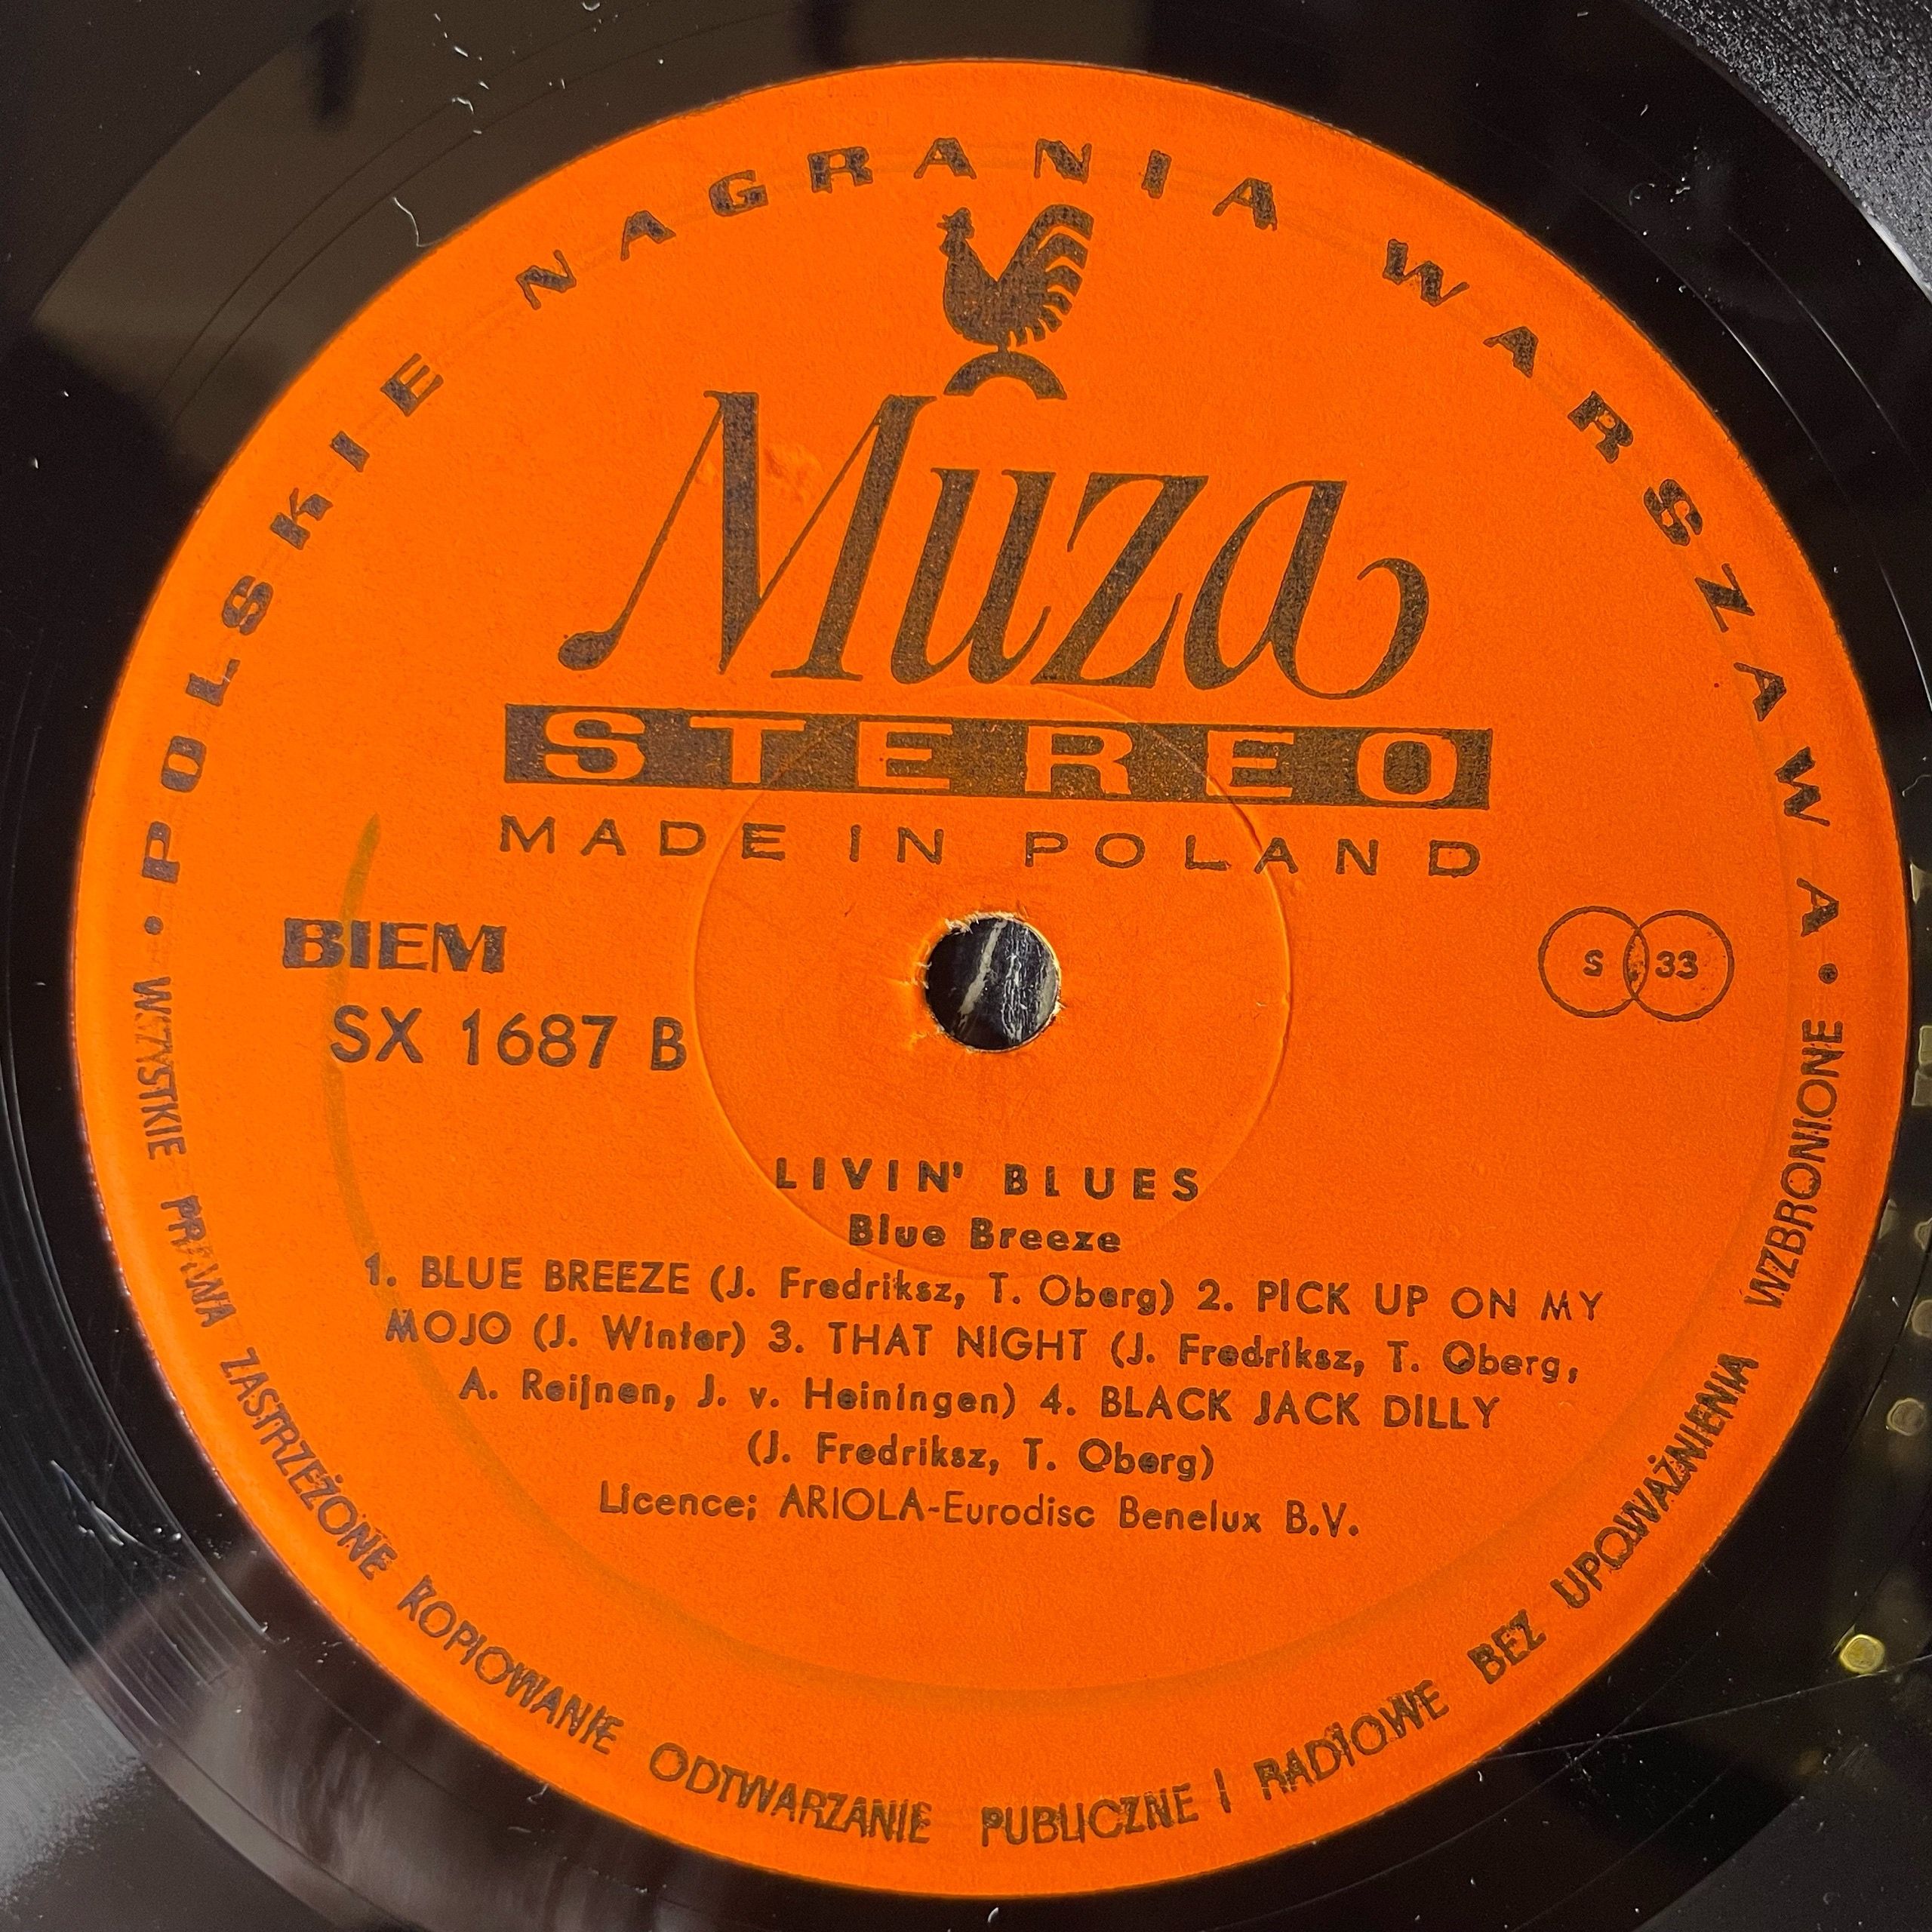 • POLSKIE NAGRANIA WARSZAWA •
Muza
STEREO
MADE IN POLAND
BIEM
SX 1687 B
S 33
LIVIN' BLUES
Blue Breeze
1. BLUE BREEZE (J. Fredriksz, T. Oberg) 2. PICK UP ON MY
MOJO (J. Winter) 3. THAT NIGHT (J. Fredriksz, T. Oberg,
A. Reijnen, J. v. Heiningen) 4. BLACK JACK DILLY
(J. Fredriksz, T. Oberg)
Licence; ARIOLA-Eurodisc Benelux B.V.
WSZYSTKIE PRAWA ZASTRZEŻONE KOPIOWANIE ODTWARZANIE PUBLICZNE I RADIOWE BEZ UPOWAŻNIENIA WZBRONIONE